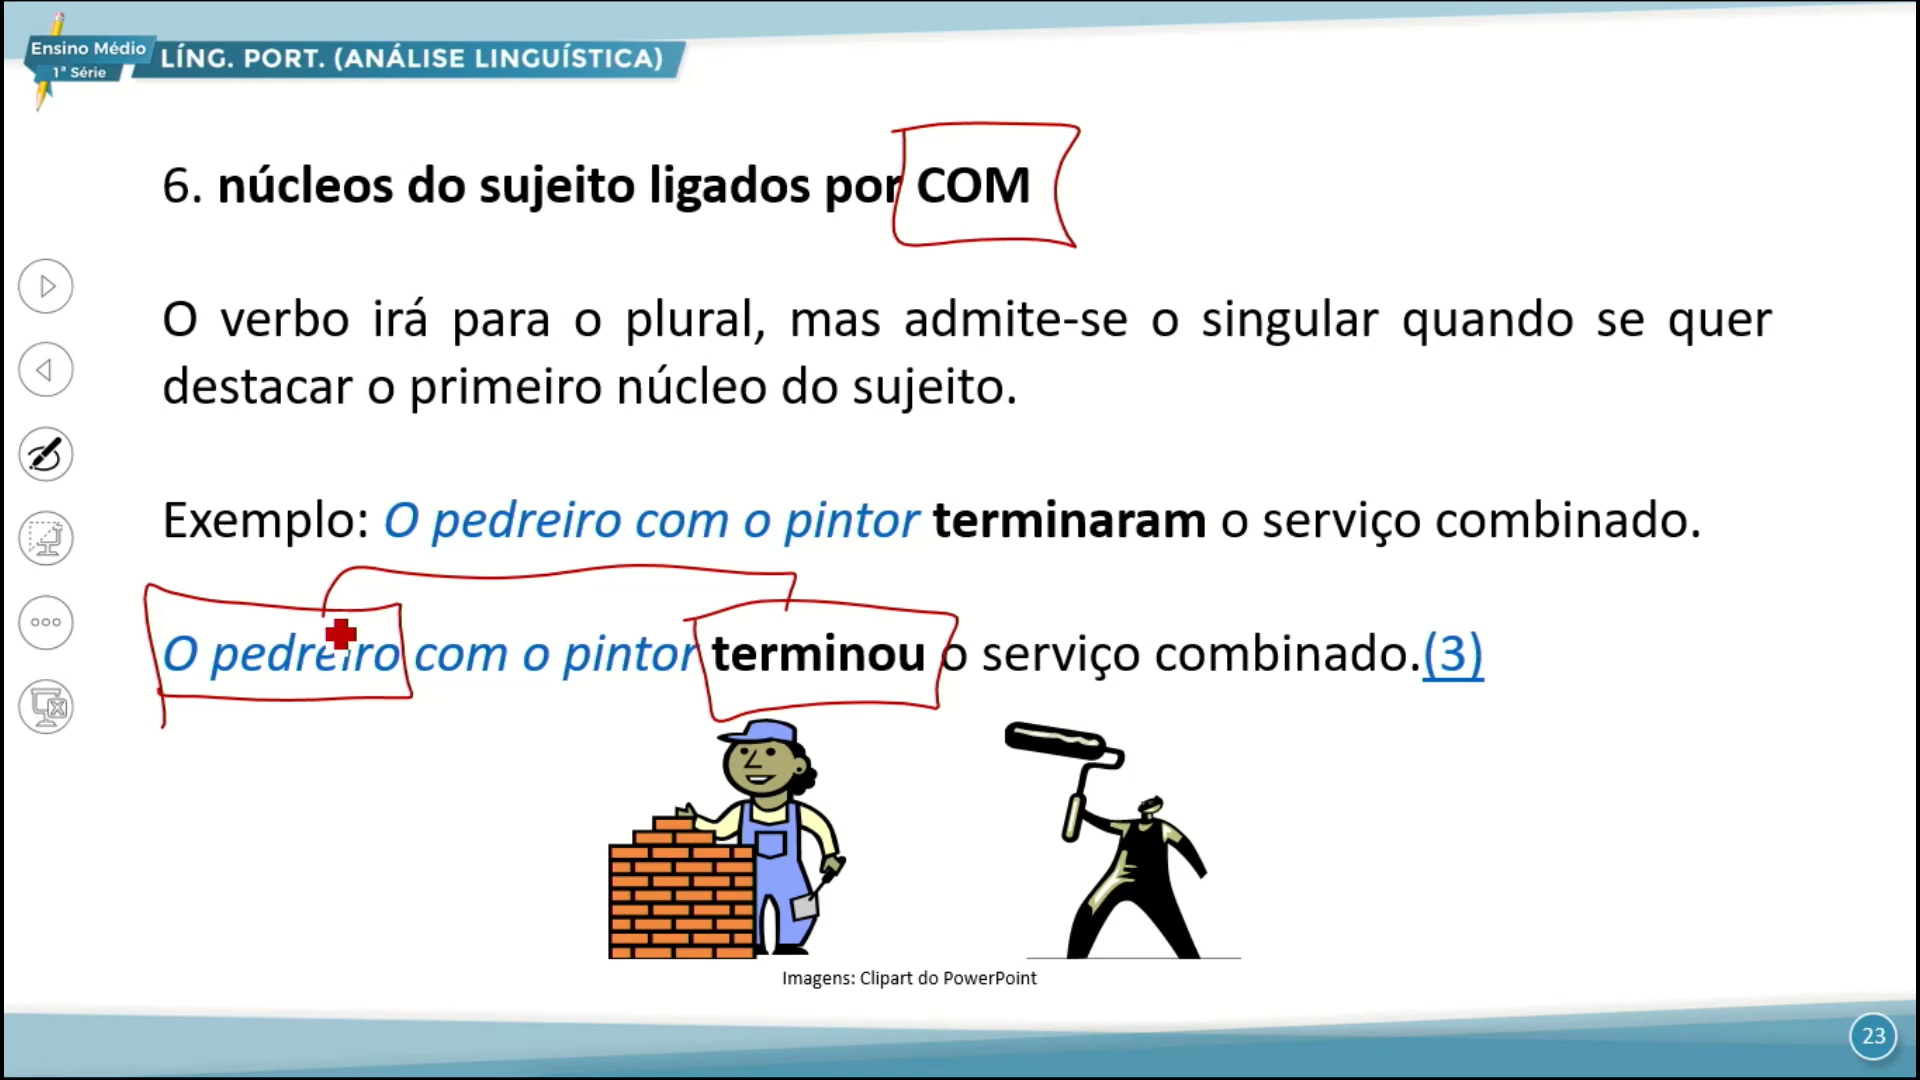 Ensino Médio
1ª Série
LÍNG. PORT. (ANÁLISE LINGUÍSTICA)
6. núcleos do sujeito ligados por COM
O verbo irá para o plural, mas admite-se o singular quando se quer
destacar o primeiro núcleo do sujeito.
Exemplo: O pedreiro com o pintor terminaram o serviço combinado.
O pedreiro com o pintor terminou o serviço combinado.(3)
Imagens: Clipart do PowerPoint
23